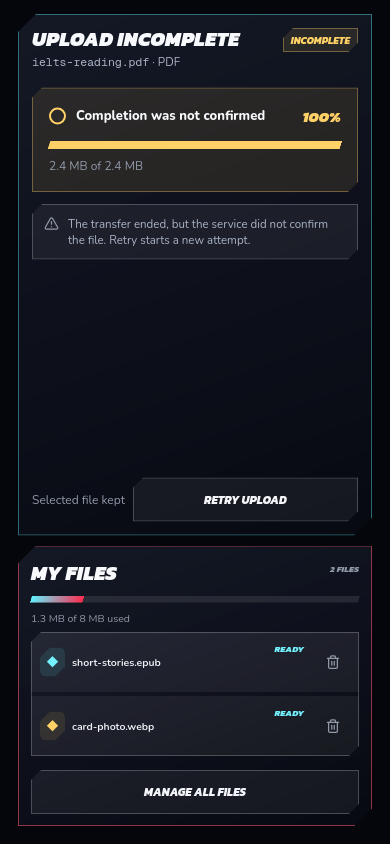 UPLOAD INCOMPLETE
INCOMPLETE
ielts-reading.pdf · PDF
Completion was not confirmed
100%
2.4 MB of 2.4 MB
The transfer ended, but the service did not confirm
the file. Retry starts a new attempt.
Selected file kept
RETRY UPLOAD
MY FILES
2 FILES
1.3 MB of 8 MB used
READY
short-stories.epub
READY
card-photo.webp
MANAGE ALL FILES